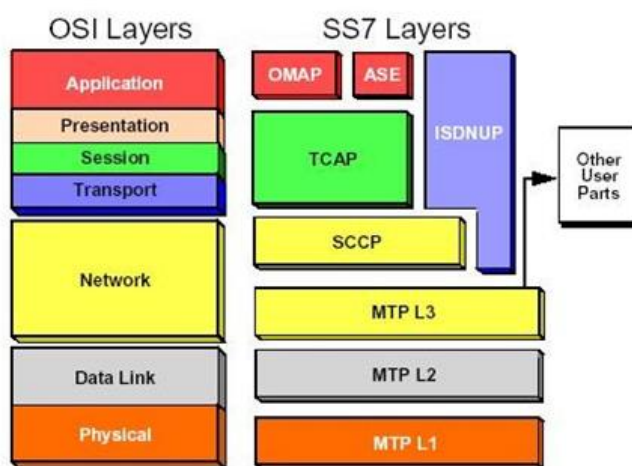 OSI Layers
SS7 Layers
Application
Presentation
Session
Transport
Network
Data Link
Physical
OMAP
ASE
ISDNUP
TCAP
SCCP
MTP L3
MTP L2
MTP L1
Other
User
Parts